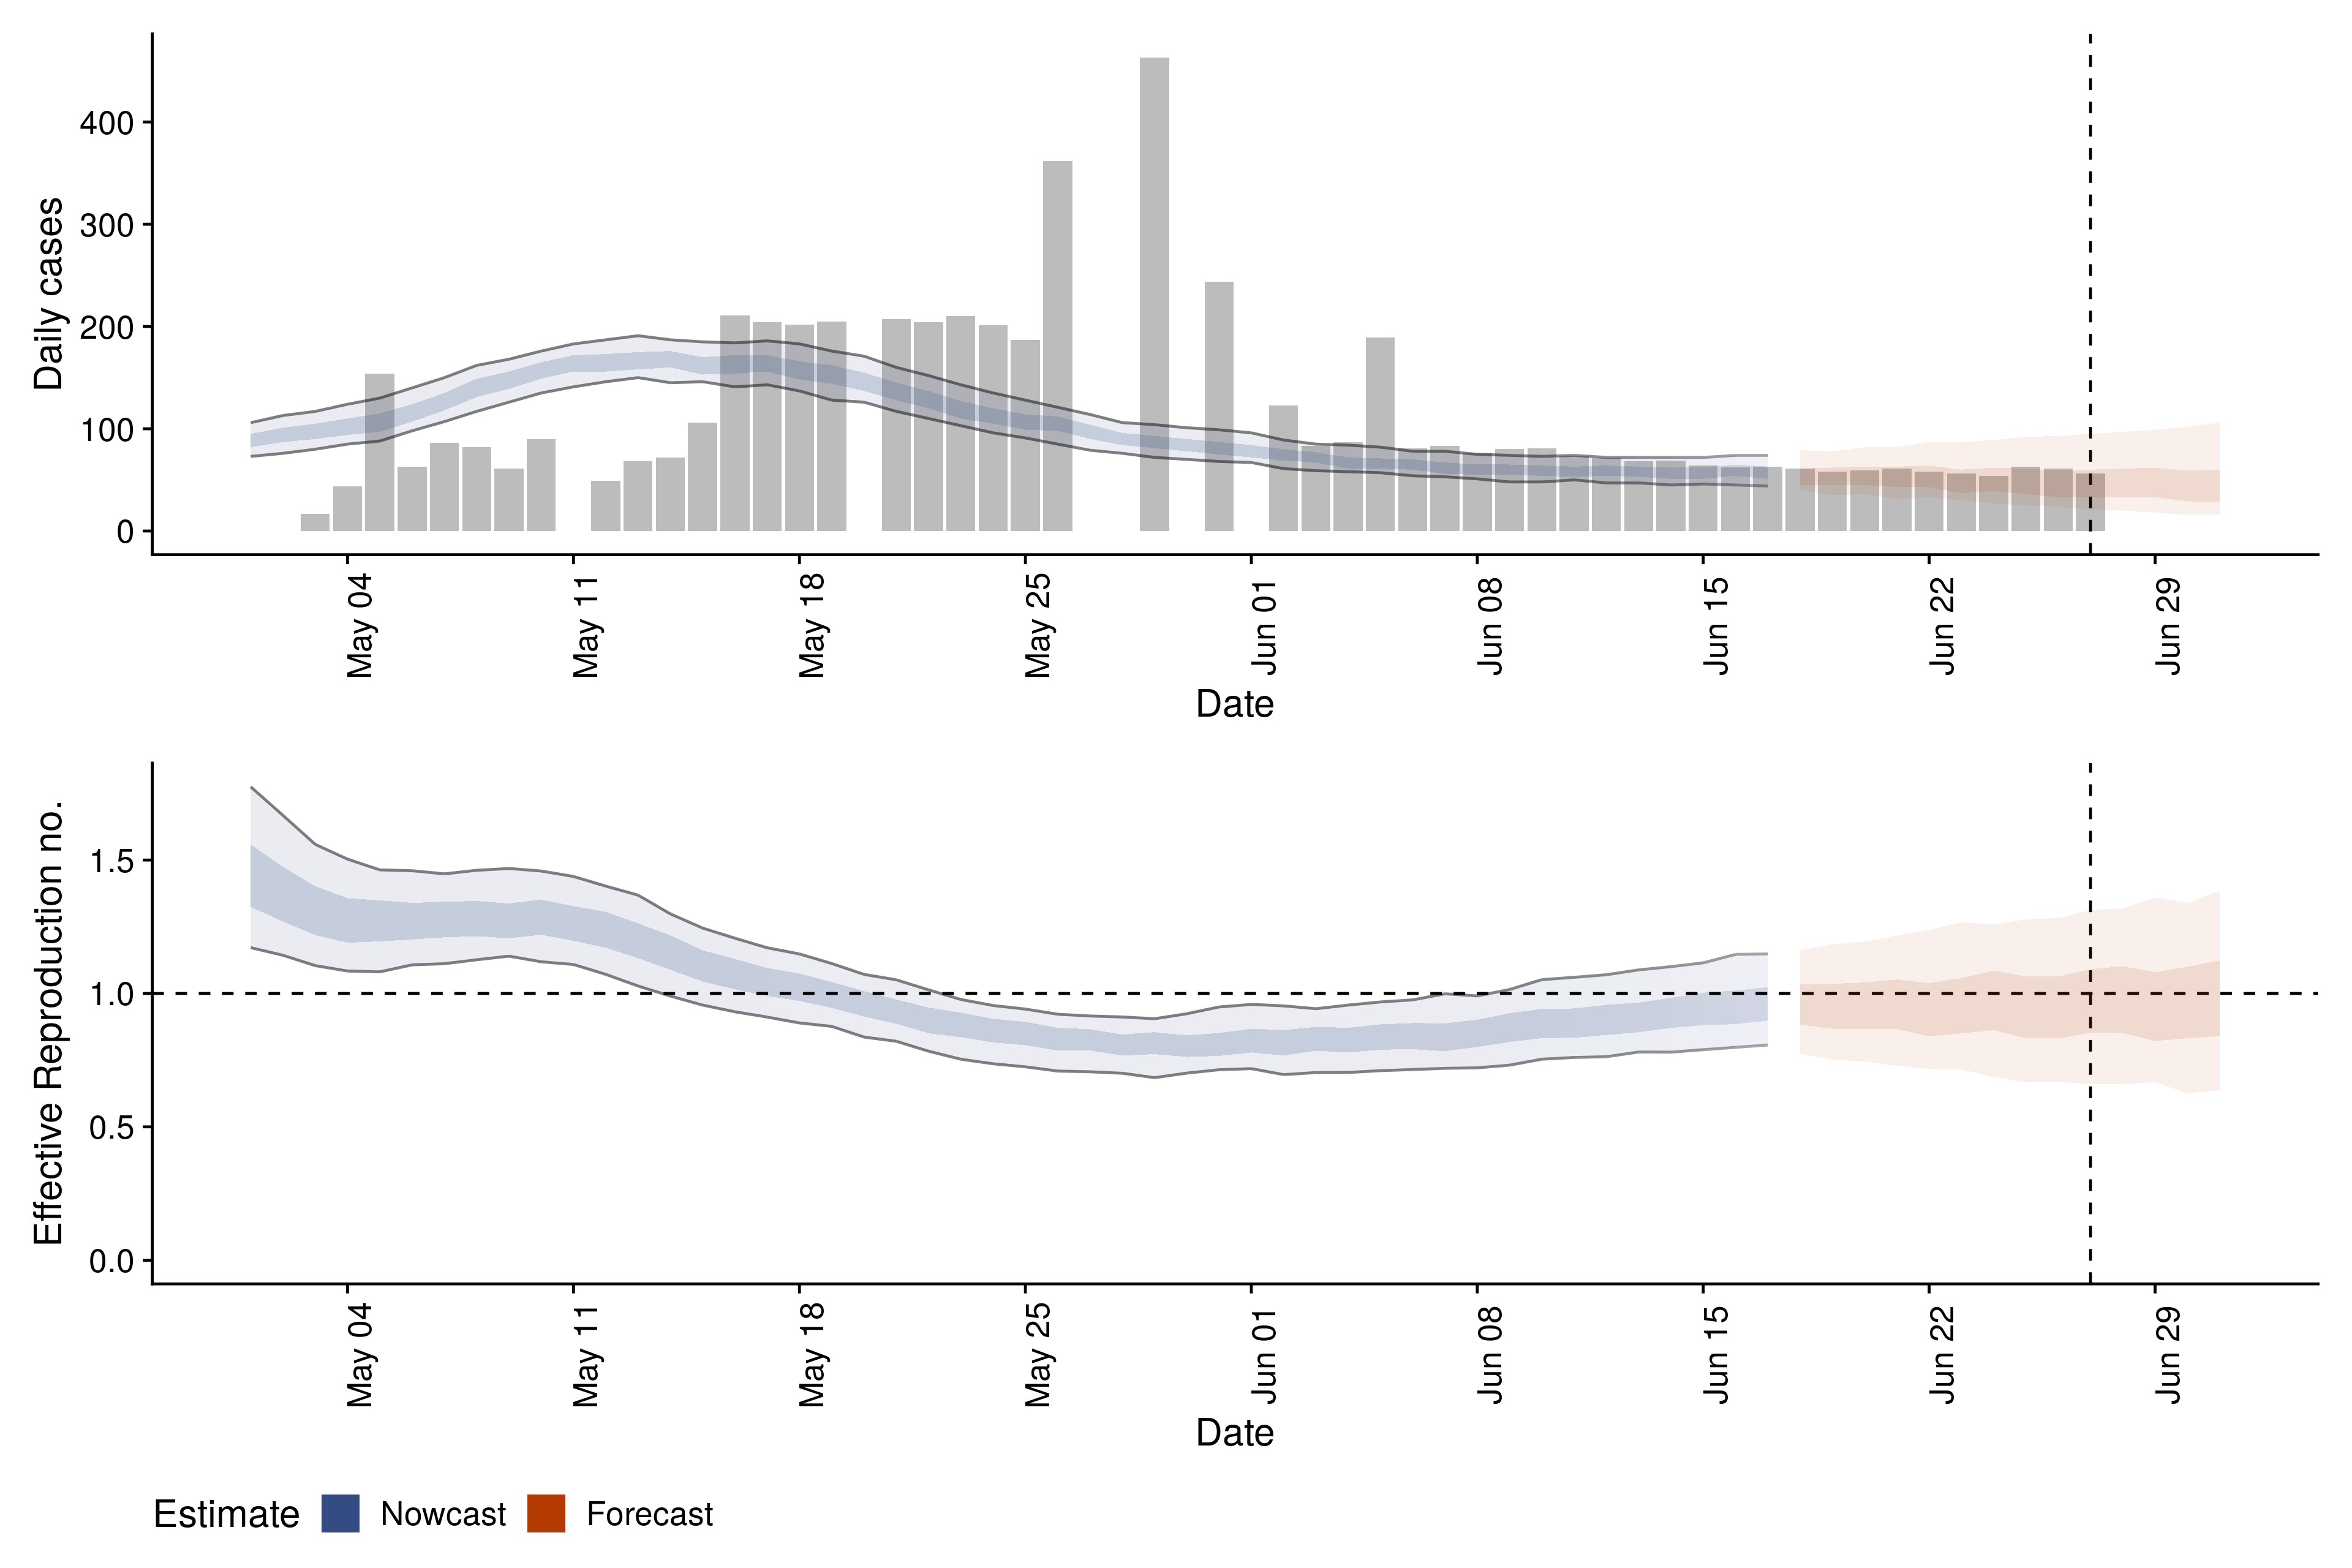 Daily cases
400
300
200
100
0
May 04
May 11
May 18
May 25
Jun 01
Jun 08
Jun 15
Jun 22
Jun 29
Date
Effective Reproduction no.
1.5
1.0
0.5
0.0
May 04
May 11
May 18
May 25
Jun 01
Jun 08
Jun 15
Jun 22
Jun 29
Date
Estimate Nowcast Forecast